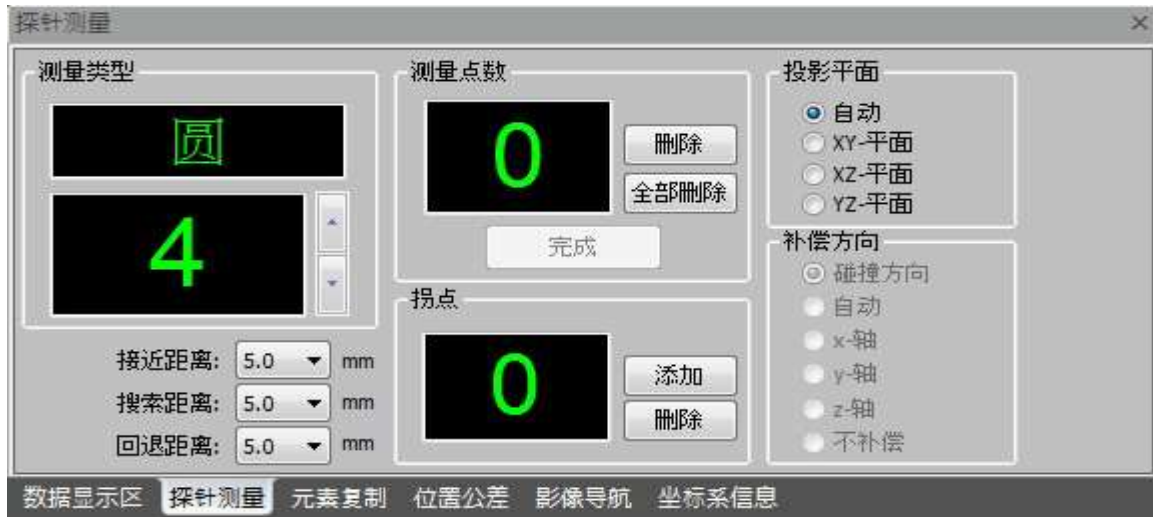 探针测量
测量类型
圆
4
接近距离: 5.0 mm
搜索距离: 5.0 mm
回退距离: 5.0 mm
测量点数
0
删除
全部删除
完成
拐点
0
添加
删除
投影平面
自动
XY-平面
XZ-平面
YZ-平面
补偿方向
碰撞方向
自动
x-轴
y-轴
z-轴
不补偿
数据显示区 探针测量 元素复制 位置公差 影像导航 坐标系信息